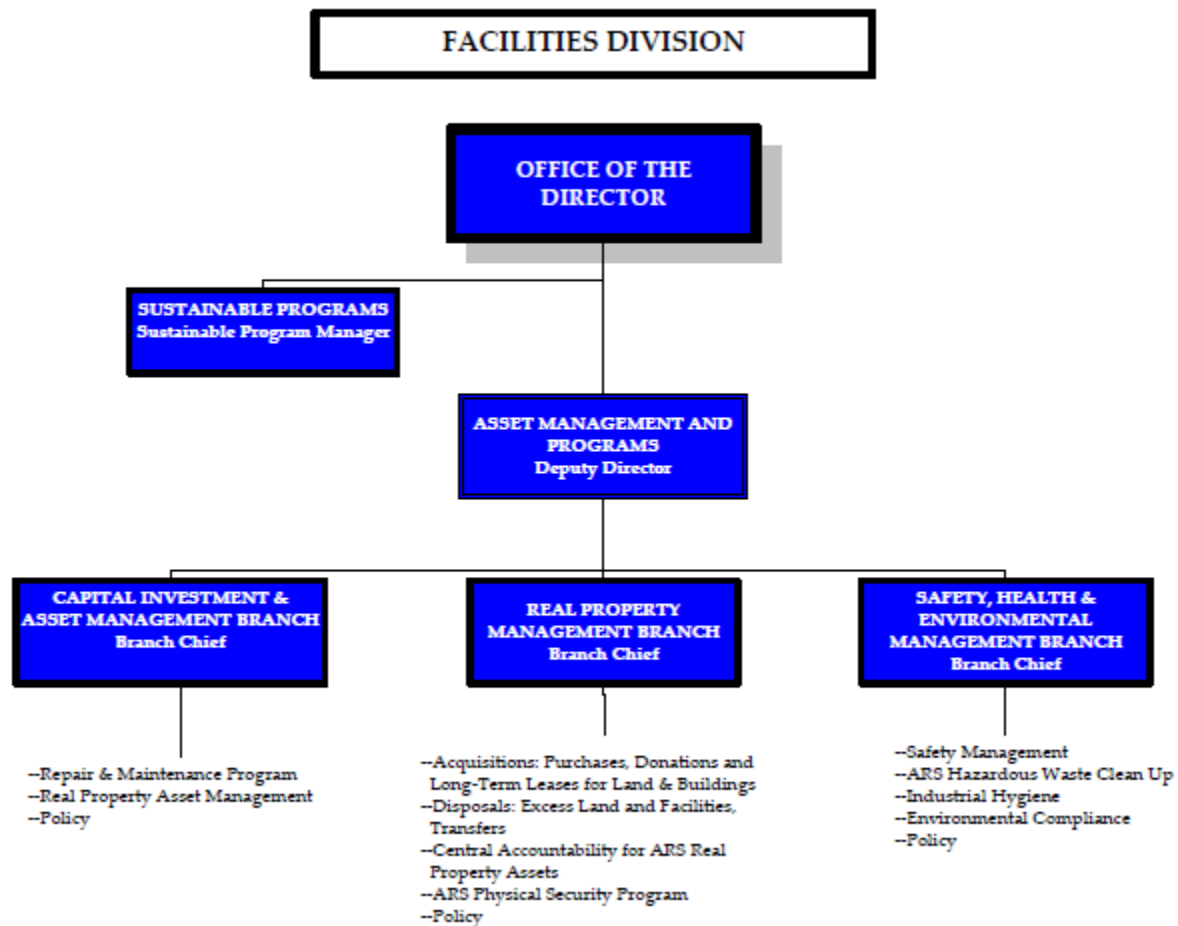 FACILITIES DIVISION
OFFICE OF THE
DIRECTOR
SUSTAINABLE PROGRAMS
Sustainable Program Manager
ASSET MANAGEMENT AND
PROGRAMS
Deputy Director
CAPITAL INVESTMENT &
ASSET MANAGEMENT BRANCH
Branch Chief
--Repair & Maintenance Program
--Real Property Asset Management
--Policy
REAL PROPERTY
MANAGEMENT BRANCH
Branch Chief
--Acquisitions: Purchases, Donations and
Long-Term Leases for Land & Buildings
--Disposals: Excess Land and Facilities,
Transfers
--Central Accountability for ARS Real
Property Assets
--ARS Physical Security Program
--Policy
SAFETY, HEALTH &
ENVIRONMENTAL
MANAGEMENT BRANCH
Branch Chief
--Safety Management
--ARS Hazardous Waste Clean Up
--Industrial Hygiene
--Environmental Compliance
--Policy